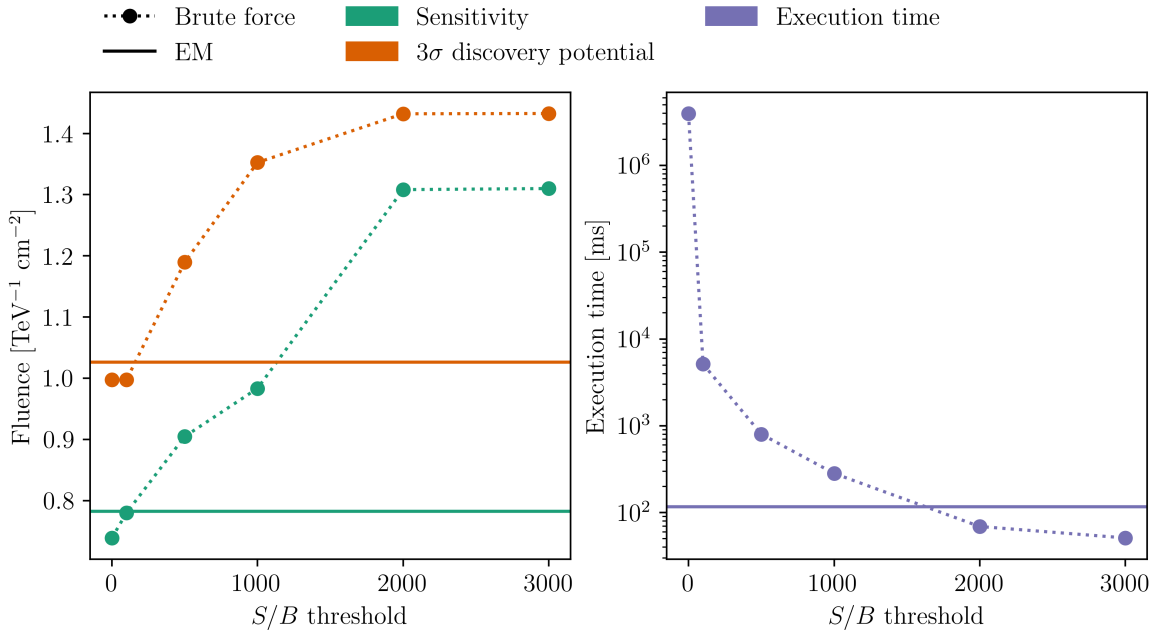 Brute force
EM
Sensitivity
3σ discovery potential
Execution time
Fluence [TeV⁻¹ cm⁻²]
1.4
1.3
1.2
1.1
1.0
0.9
0.8
0 1000 2000 3000
S/B threshold
Execution time [ms]
10⁶
10⁵
10⁴
10³
10²
0 1000 2000 3000
S/B threshold